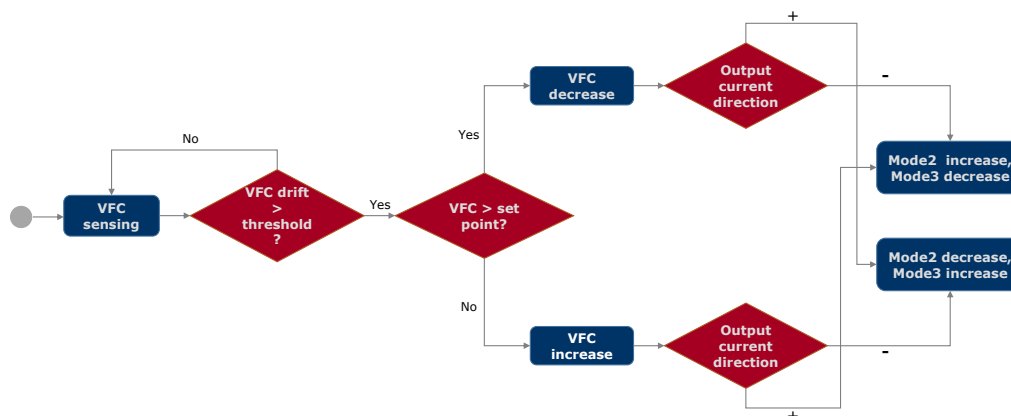 +
VFC
decrease
Output
current
direction
-
Yes
No
VFC
sensing
VFC drift
>
threshold
?
Yes
VFC > set
point?
Mode2  increase,
Mode3 decrease
Mode2 decrease,
Mode3 increase
No
VFC
increase
Output
current
direction
-
+